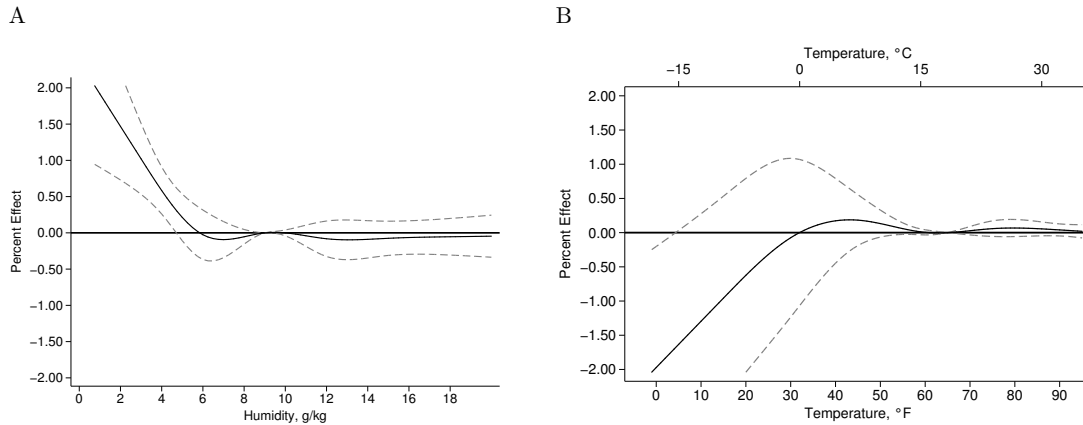 A
2.00
1.50
1.00
0.50
0.00
−0.50
−1.00
−1.50
−2.00
Percent Effect
0 2 4 6 8 10 12 14 16 18
Humidity, g/kg
B
Temperature, °C
−15 0 15 30
2.00
1.50
1.00
0.50
0.00
−0.50
−1.00
−1.50
−2.00
Percent Effect
0 10 20 30 40 50 60 70 80 90
Temperature, °F